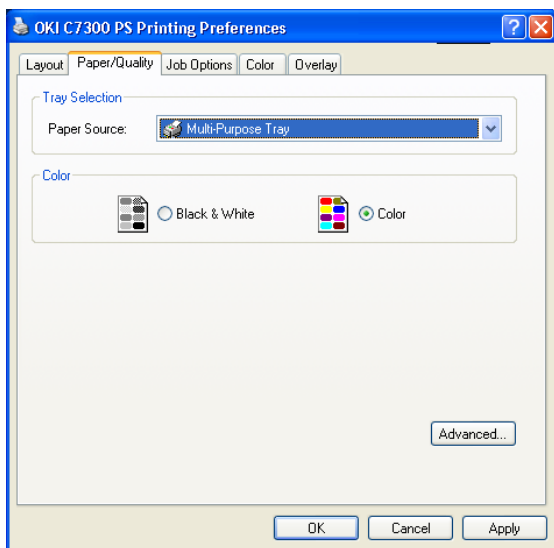 OKI C7300 PS Printing Preferences
Layout Paper/Quality Job Options Color Overlay
Tray Selection
Paper Source: Multi-Purpose Tray
Color
Black & White Color
Advanced...
OK Cancel Apply